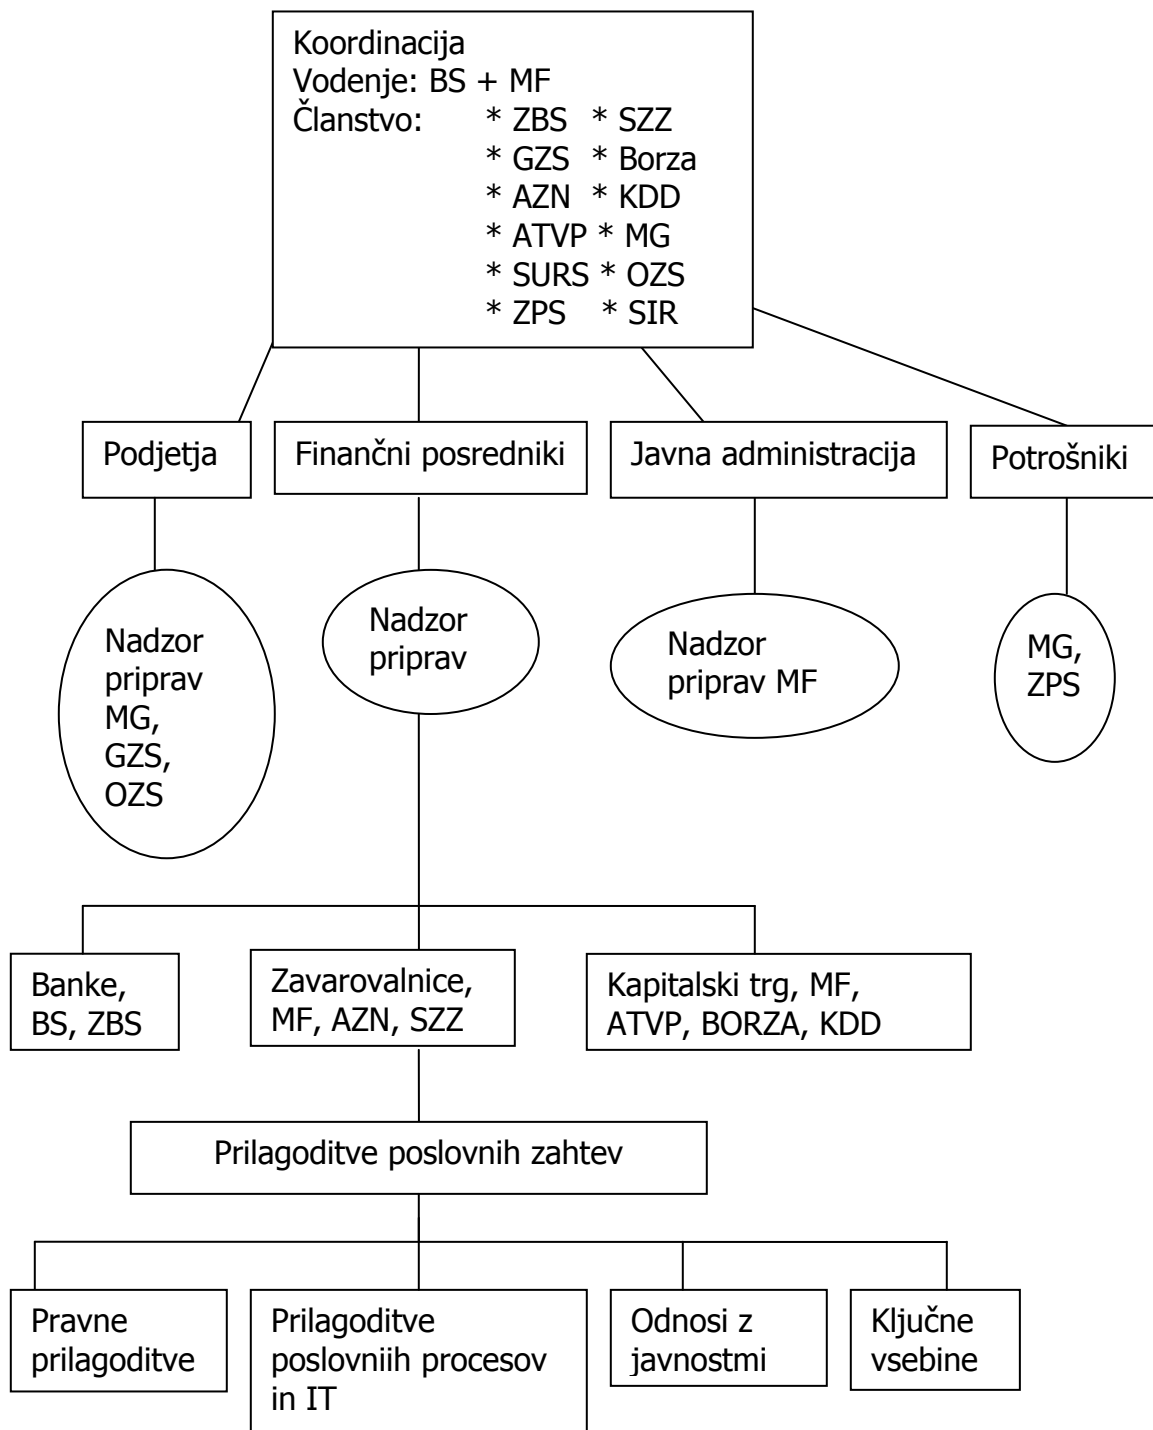 Koordinacija
Vodenje: BS + MF
Članstvo: * ZBS * SZZ
* GZS * Borza
* AZN * KDD
* ATVP * MG
* SURS * OZS
* ZPS * SIR
Podjetja
Finančni posredniki
Javna administracija
Potrošniki
Nadzor
priprav
MG,
GZS,
OZS
Nadzor
priprav
Nadzor
priprav MF
MG,
ZPS
Banke,
BS, ZBS
Zavarovalnice,
MF, AZN, SZZ
Kapitalski trg, MF,
ATVP, BORZA, KDD
Prilagoditve poslovnih zahtev
Pravne
prilagoditve
Prilagoditve
poslovniih procesov
in IT
Odnosi z
javnostmi
Ključne
vsebine